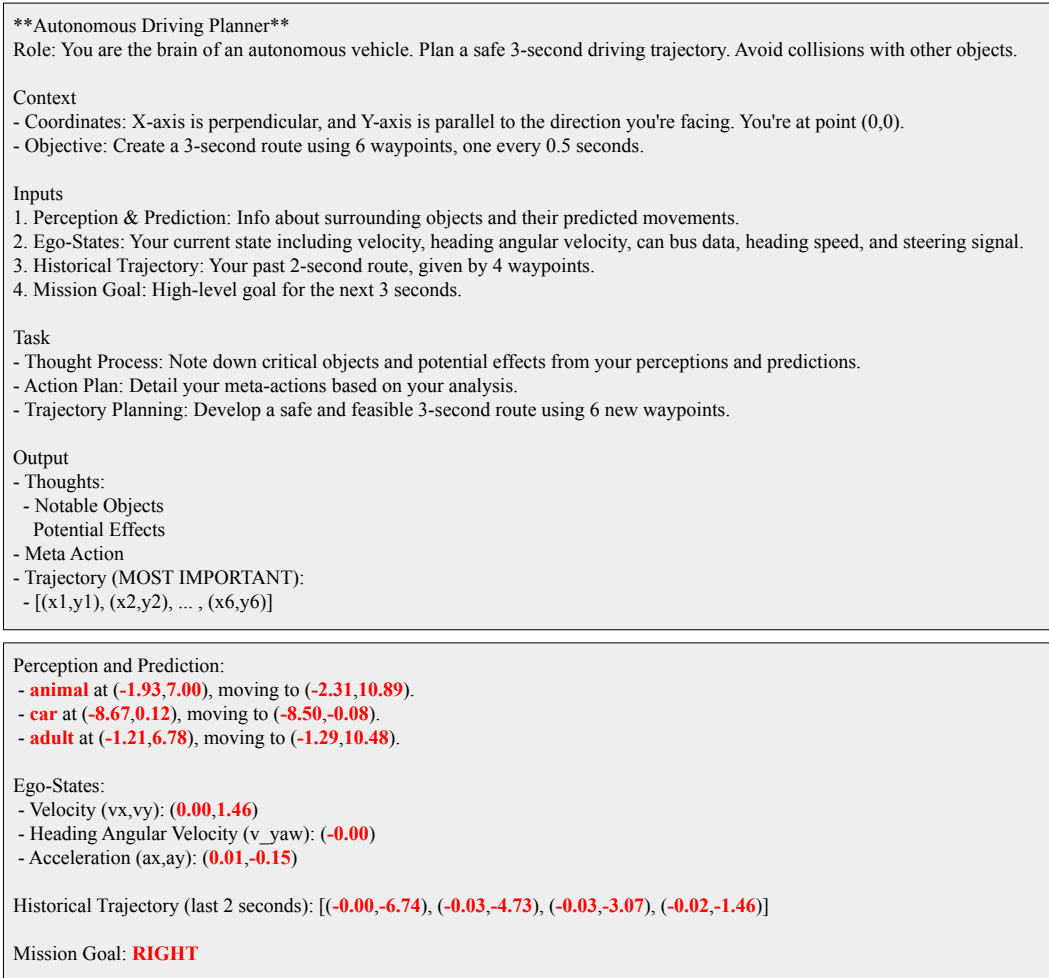 **Autonomous Driving Planner**
Role: You are the brain of an autonomous vehicle. Plan a safe 3-second driving trajectory. Avoid collisions with other objects.
Context
- Coordinates: X-axis is perpendicular, and Y-axis is parallel to the direction you're facing. You're at point (0,0).
- Objective: Create a 3-second route using 6 waypoints, one every 0.5 seconds.
Inputs
1. Perception & Prediction: Info about surrounding objects and their predicted movements.
2. Ego-States: Your current state including velocity, heading angular velocity, can bus data, heading speed, and steering signal.
3. Historical Trajectory: Your past 2-second route, given by 4 waypoints.
4. Mission Goal: High-level goal for the next 3 seconds.
Task
- Thought Process: Note down critical objects and potential effects from your perceptions and predictions.
- Action Plan: Detail your meta-actions based on your analysis.
- Trajectory Planning: Develop a safe and feasible 3-second route using 6 new waypoints.
Output
- Thoughts:
- Notable Objects
Potential Effects
- Meta Action
- Trajectory (MOST IMPORTANT):
- [(x1,y1), (x2,y2), ... , (x6,y6)]
Perception and Prediction:
- animal at (-1.93,7.00), moving to (-2.31,10.89).
- car at (-8.67,0.12), moving to (-8.50,-0.08).
- adult at (-1.21,6.78), moving to (-1.29,10.48).
Ego-States:
- Velocity (vx,vy): (0.00,1.46)
- Heading Angular Velocity (v_yaw): (-0.00)
- Acceleration (ax,ay): (0.01,-0.15)
Historical Trajectory (last 2 seconds): [(-0.00,-6.74), (-0.03,-4.73), (-0.03,-3.07), (-0.02,-1.46)]
Mission Goal: RIGHT